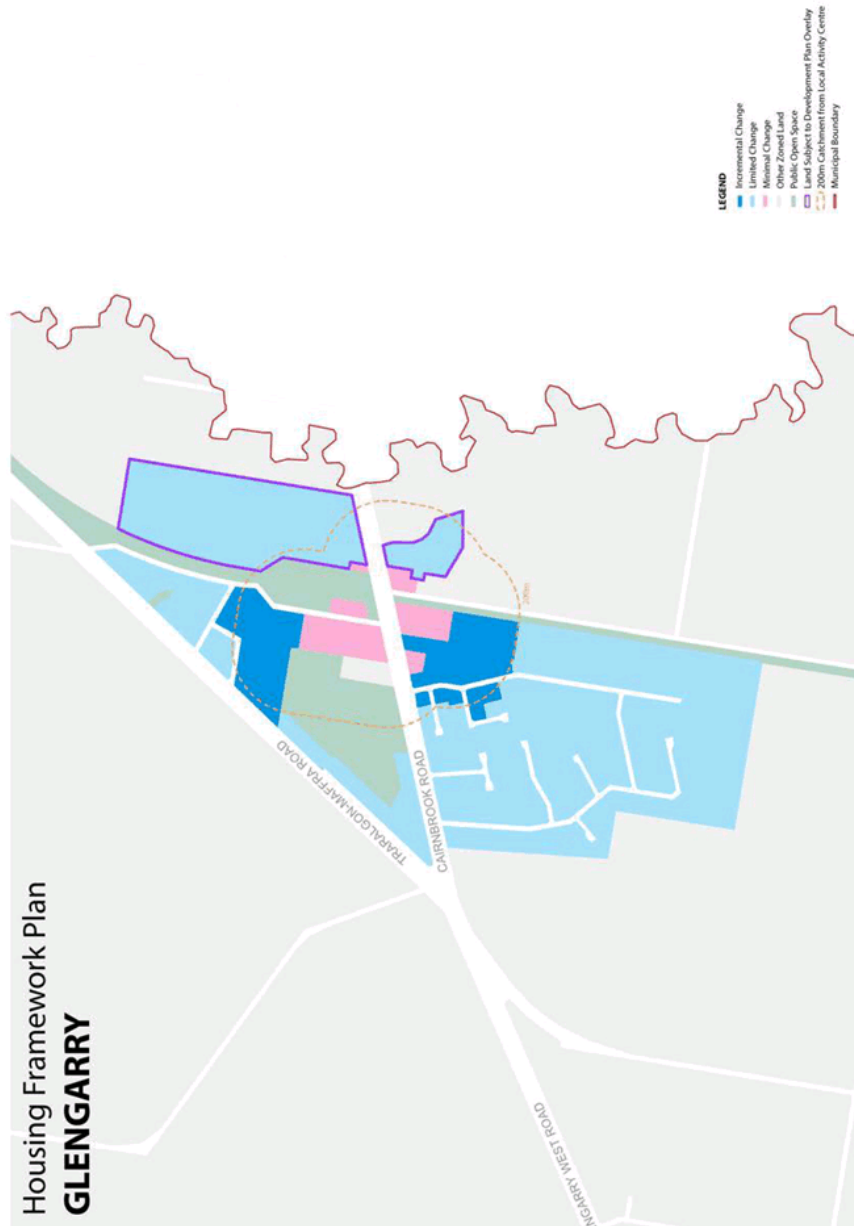 Housing Framework Plan
GLENGARRY
TRARALGON-MAFFRA ROAD
CAIRNBROOK ROAD
NGARRY WEST ROAD
200m
LEGEND
Incremental Change
Limited Change
Minimal Change
Other Zoned Land
Public Open Space
Land Subject to Development Plan Overlay
200m Catchment from Local Activity Centre
Municipal Boundary